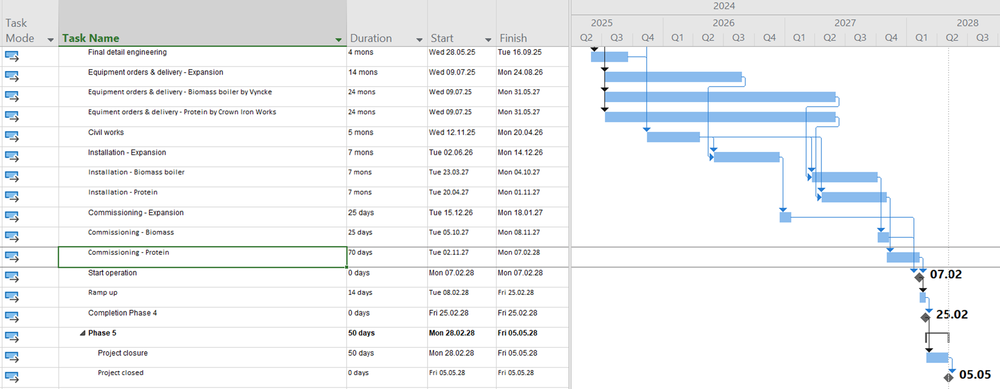 2024
2025 2026 2027 2028
Task Mode Task Name Duration Start Finish
Q2 Q3 Q4 Q1 Q2 Q3 Q4 Q1 Q2 Q3 Q4 Q1 Q2 Q3
Final detail engineering 4 mons Wed 28.05.25 Tue 16.09.25
Equipment orders & delivery - Expansion 14 mons Wed 09.07.25 Mon 24.08.26
Equipment orders & delivery - Biomass boiler by Vyncke 24 mons Wed 09.07.25 Mon 31.05.27
Equiment orders & delivery - Protein by Crown Iron Works 24 mons Wed 09.07.25 Mon 31.05.27
Civil works 5 mons Wed 12.11.25 Mon 20.04.26
Installation - Expansion 7 mons Tue 02.06.26 Mon 14.12.26
Installation - Biomass boiler 7 mons Tue 23.03.27 Mon 04.10.27
Installation - Protein 7 mons Tue 20.04.27 Mon 01.11.27
Commissioning - Expansion 25 days Tue 15.12.26 Mon 18.01.27
Commissioning - Biomass 25 days Tue 05.10.27 Mon 08.11.27
Commissioning - Protein 70 days Tue 02.11.27 Mon 07.02.28
Start operation 0 days Mon 07.02.28 Mon 07.02.28 07.02
Ramp up 14 days Tue 08.02.28 Fri 25.02.28
Completion Phase 4 0 days Fri 25.02.28 Fri 25.02.28 25.02
Phase 5 50 days Mon 28.02.28 Fri 05.05.28
Project closure 50 days Mon 28.02.28 Fri 05.05.28
Project closed 0 days Fri 05.05.28 Fri 05.05.28 05.05